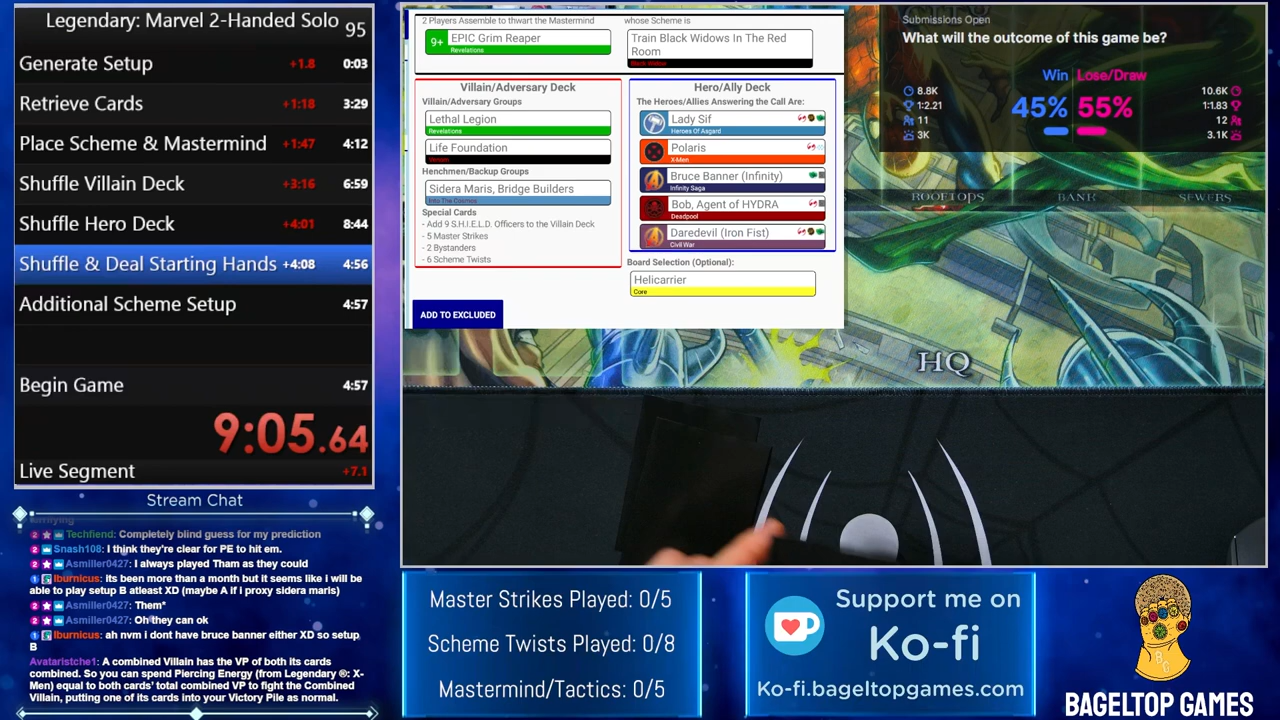 Legendary: Marvel 2-Handed Solo
95
Generate Setup +1.8 0:03
Retrieve Cards +1:18 3:29
Place Scheme & Mastermind +1:47 4:12
Shuffle Villain Deck +3:16 6:59
Shuffle Hero Deck +4:01 8:44
Shuffle & Deal Starting Hands +4:08 4:56
Additional Scheme Setup 4:57
Begin Game 4:57
9:05.64
Live Segment +7.1
Stream Chat
terrifying
Techfiend: Completely blind guess for my prediction
Snash108: I think they're clear for PE to hit em.
Asmiller0427: I always played Tham as they could
Iburnicus: its been more than a month but it seems like i will be
able to play setup B atleast XD (maybe A if i proxy sidera maris)
Asmiller0427: Them*
Asmiller0427: Oh they can ok
Iburnicus: ah nvm i dont have bruce banner either XD so setup
B
Avataristche1: A combined Villain has the VP of both its cards
combined. So you can spend Piercing Energy (from Legendary ®: X-
Men) equal to both cards' total combined VP to fight the Combined
Villain, putting one of its cards into your Victory Pile as normal.
2 Players Assemble to thwart the Mastermind
9+ EPIC Grim Reaper
Revelations
whose Scheme is
Train Black Widows In The Red
Room
Black Widow
Villain/Adversary Deck
Villain/Adversary Groups
Lethal Legion
Revelations
Life Foundation
Venom
Henchmen/Backup Groups
Sidera Maris, Bridge Builders
Into The Cosmos
Special Cards
- Add 9 S.H.I.E.L.D. Officers to the Villain Deck
- 5 Master Strikes
- 2 Bystanders
- 6 Scheme Twists
Hero/Ally Deck
The Heroes/Allies Answering the Call Are:
Lady Sif
Heroes Of Asgard
Polaris
X-Men
Bruce Banner (Infinity)
Infinity Saga
Bob, Agent of HYDRA
Deadpool
Daredevil (Iron Fist)
Civil War
Board Selection (Optional):
Helicarrier
Core
ADD TO EXCLUDED
Submissions Open
What will the outcome of this game be?
Win Lose/Draw
45% 55%
8.8K
1:2.21
11
3K
10.6K
1:1.83
12
3.1K
ROOFTOPS
BANK
SEWERS
HQ
Master Strikes Played: 0/5
Scheme Twists Played: 0/8
Mastermind/Tactics: 0/5
Support me on
Ko-fi
Ko-fi.bageltopgames.com
BG
BAGELTOP GAMES